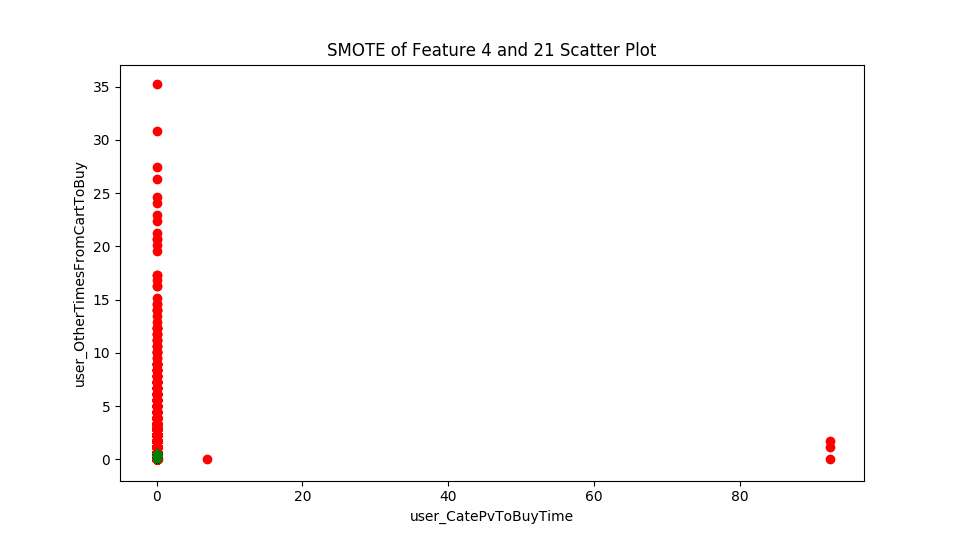 SMOTE of Feature 4 and 21 Scatter Plot
35
30
25
20
15
10
5
0
user_OtherTimesFromCartToBuy
0 20 40 60 80
user_CatePvToBuyTime